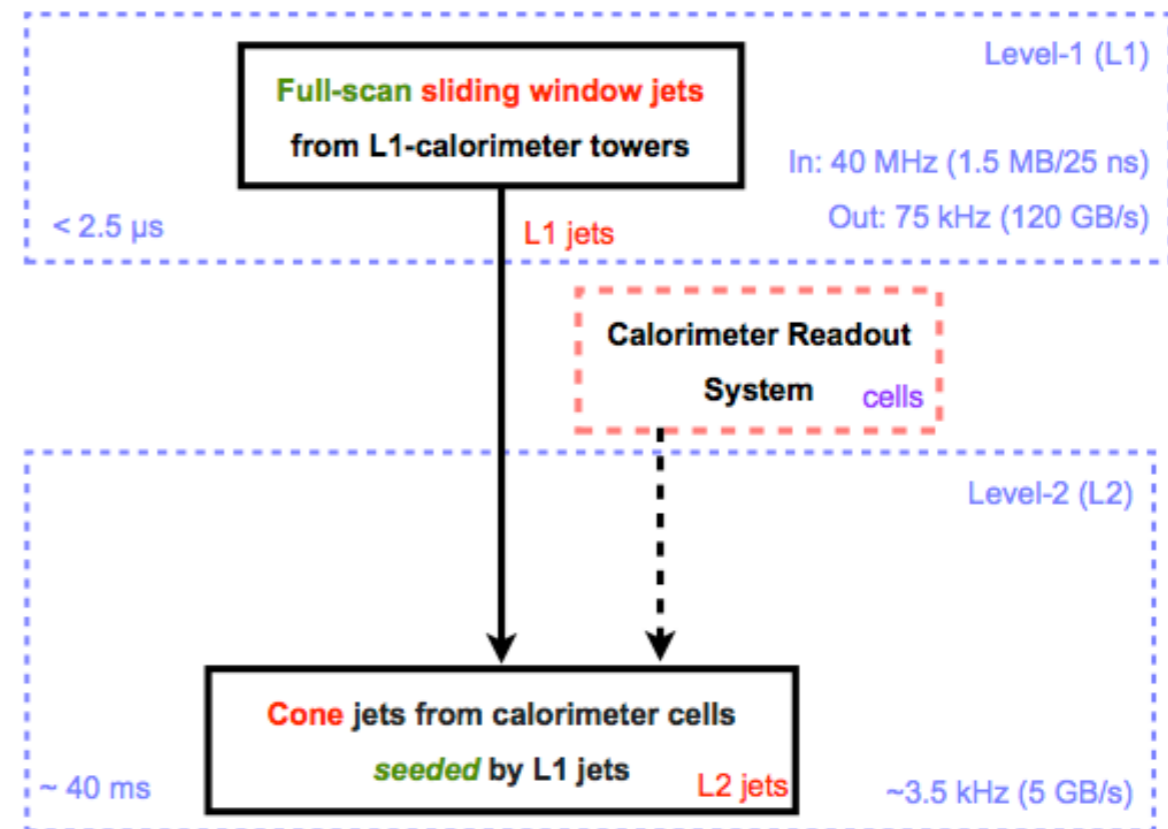 Level-1 (L1)
Full-scan sliding window jets
from L1-calorimeter towers
In: 40 MHz (1.5 MB/25 ns)
Out: 75 kHz (120 GB/s)
< 2.5 μs
L1 jets
Calorimeter Readout
System
cells
Level-2 (L2)
Cone jets from calorimeter cells
seeded by L1 jets
L2 jets
~ 40 ms
~3.5 kHz (5 GB/s)